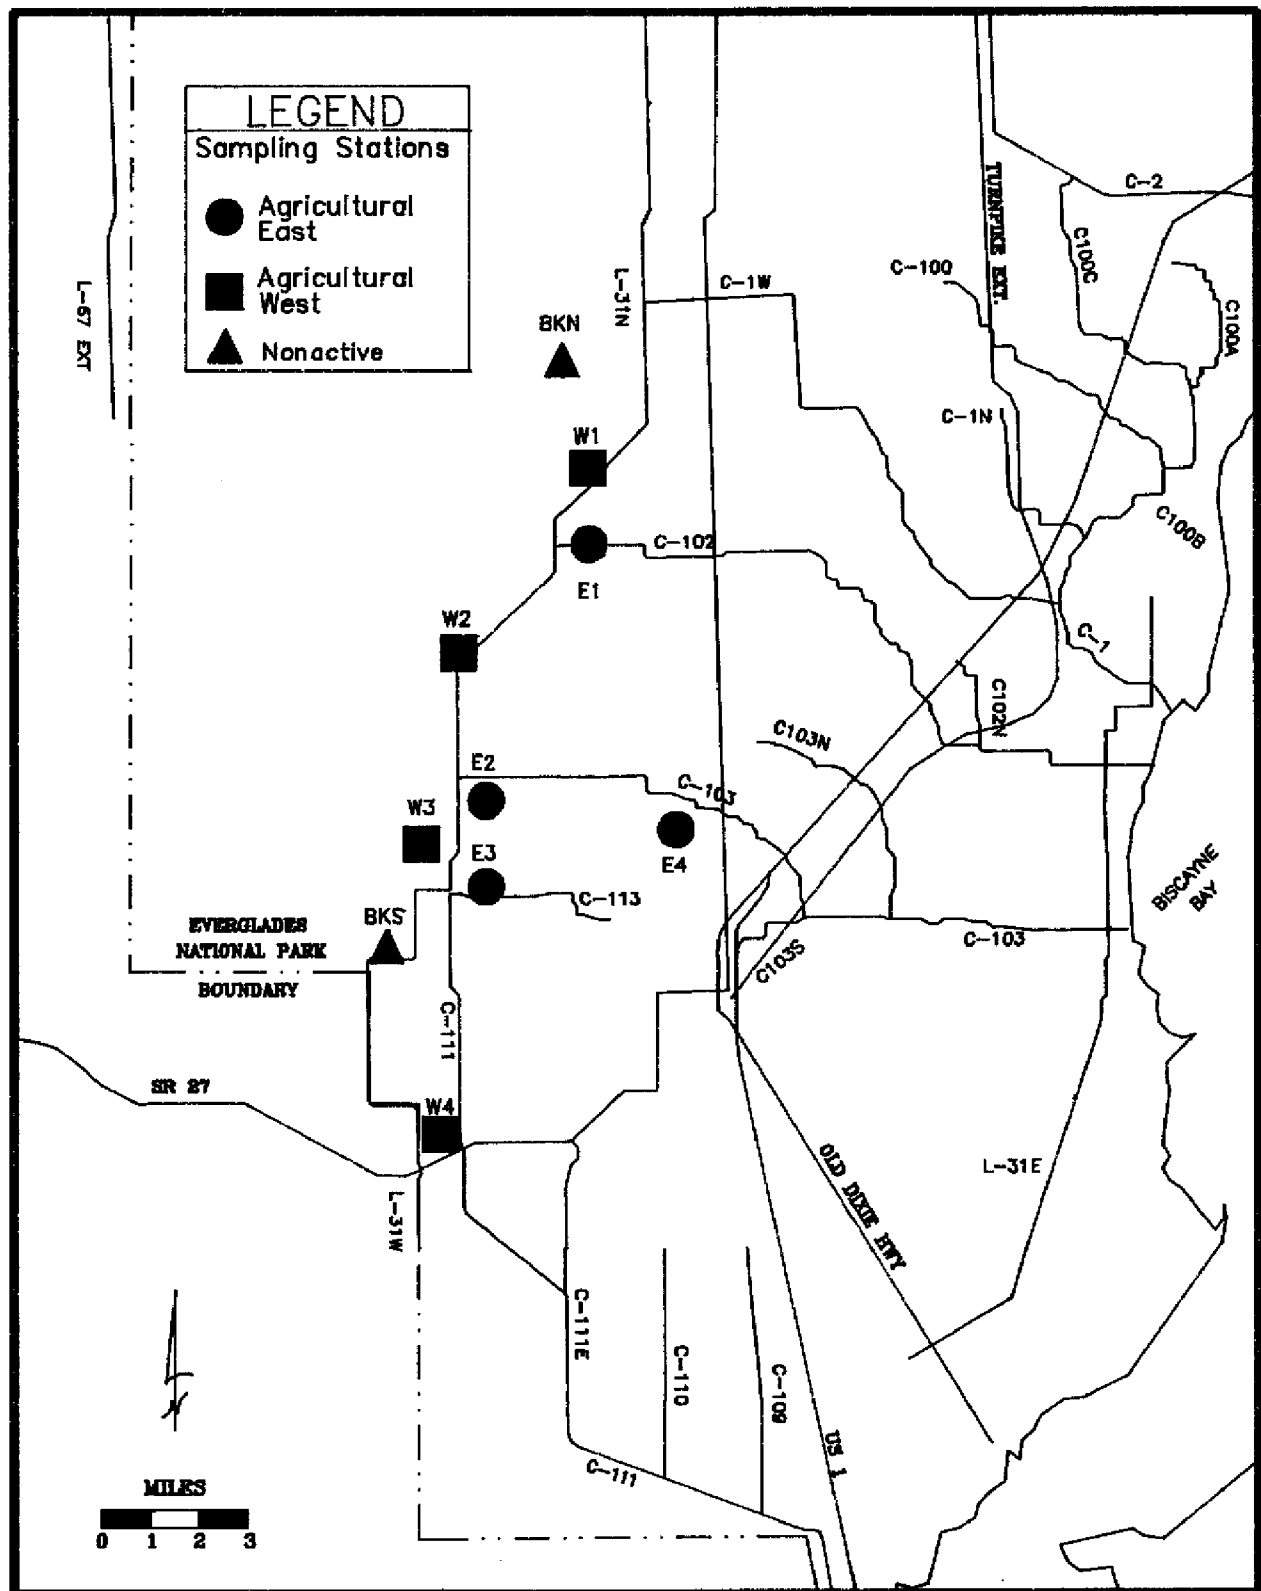 LEGEND
Sampling Stations
Agricultural
East
Agricultural
West
Nonactive
L-67 EXT
L-31N
C-1W
TURNPIKE EXT.
C-2
C-100
C100C
C100A
BKN
C-1N
W1
C100B
C-102
E1
W2
C-1
C102N
C103N
E2
C-103
W3
E3
E4
BISCAYNE
BAY
C-113
BKS
EVERGLADES
NATIONAL PARK
BOUNDARY
C-103
C103S
C-111
SR 27
W4
OLD DIXIE HWY
L-31E
L-31W
C-111E
C-110
C-109
US 1
C-111
MILES
0 1 2 3